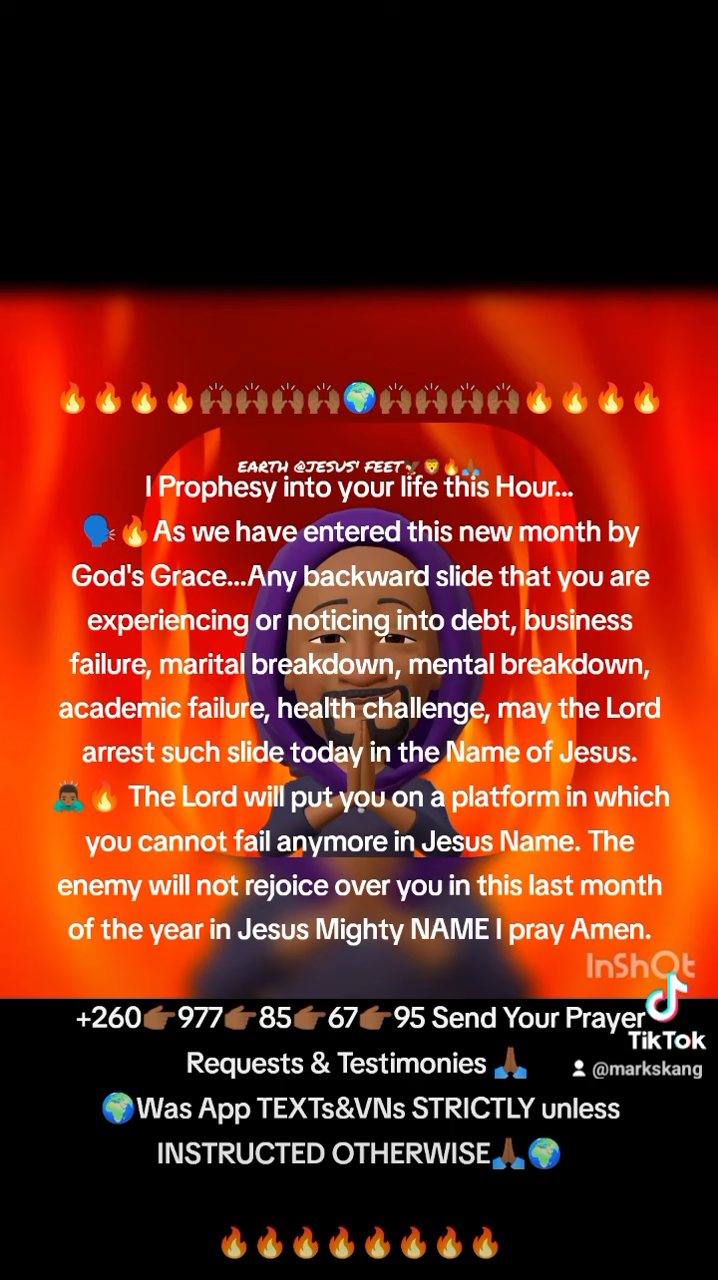 🔥🔥🔥🔥🙌🏾🙌🏾🙌🏾🙌🏾🌍🙌🏾🙌🏾🙌🏾🙌🏾🔥🔥🔥🔥
EARTH @JESUS' FEET🕊🦁🔥🙏🏾
I Prophesy into your life this Hour...
🗣🔥As we have entered this new month by
God's Grace...Any backward slide that you are
experiencing or noticing into debt, business
failure, marital breakdown, mental breakdown,
academic failure, health challenge, may the Lord
arrest such slide today in the Name of Jesus.
🙇🏾‍♂️🔥 The Lord will put you on a platform in which
you cannot fail anymore in Jesus Name. The
enemy will not rejoice over you in this last month
of the year in Jesus Mighty NAME I pray Amen.
InShOt
+260👉🏾977👉🏾85👉🏾67👉🏾95 Send Your Prayer
TikTok
Requests & Testimonies 🙏🏾
@markskang
🌍Was App TEXTs&VNs STRICTLY unless
INSTRUCTED OTHERWISE🙏🏾🌍
🔥🔥🔥🔥🔥🔥🔥🔥